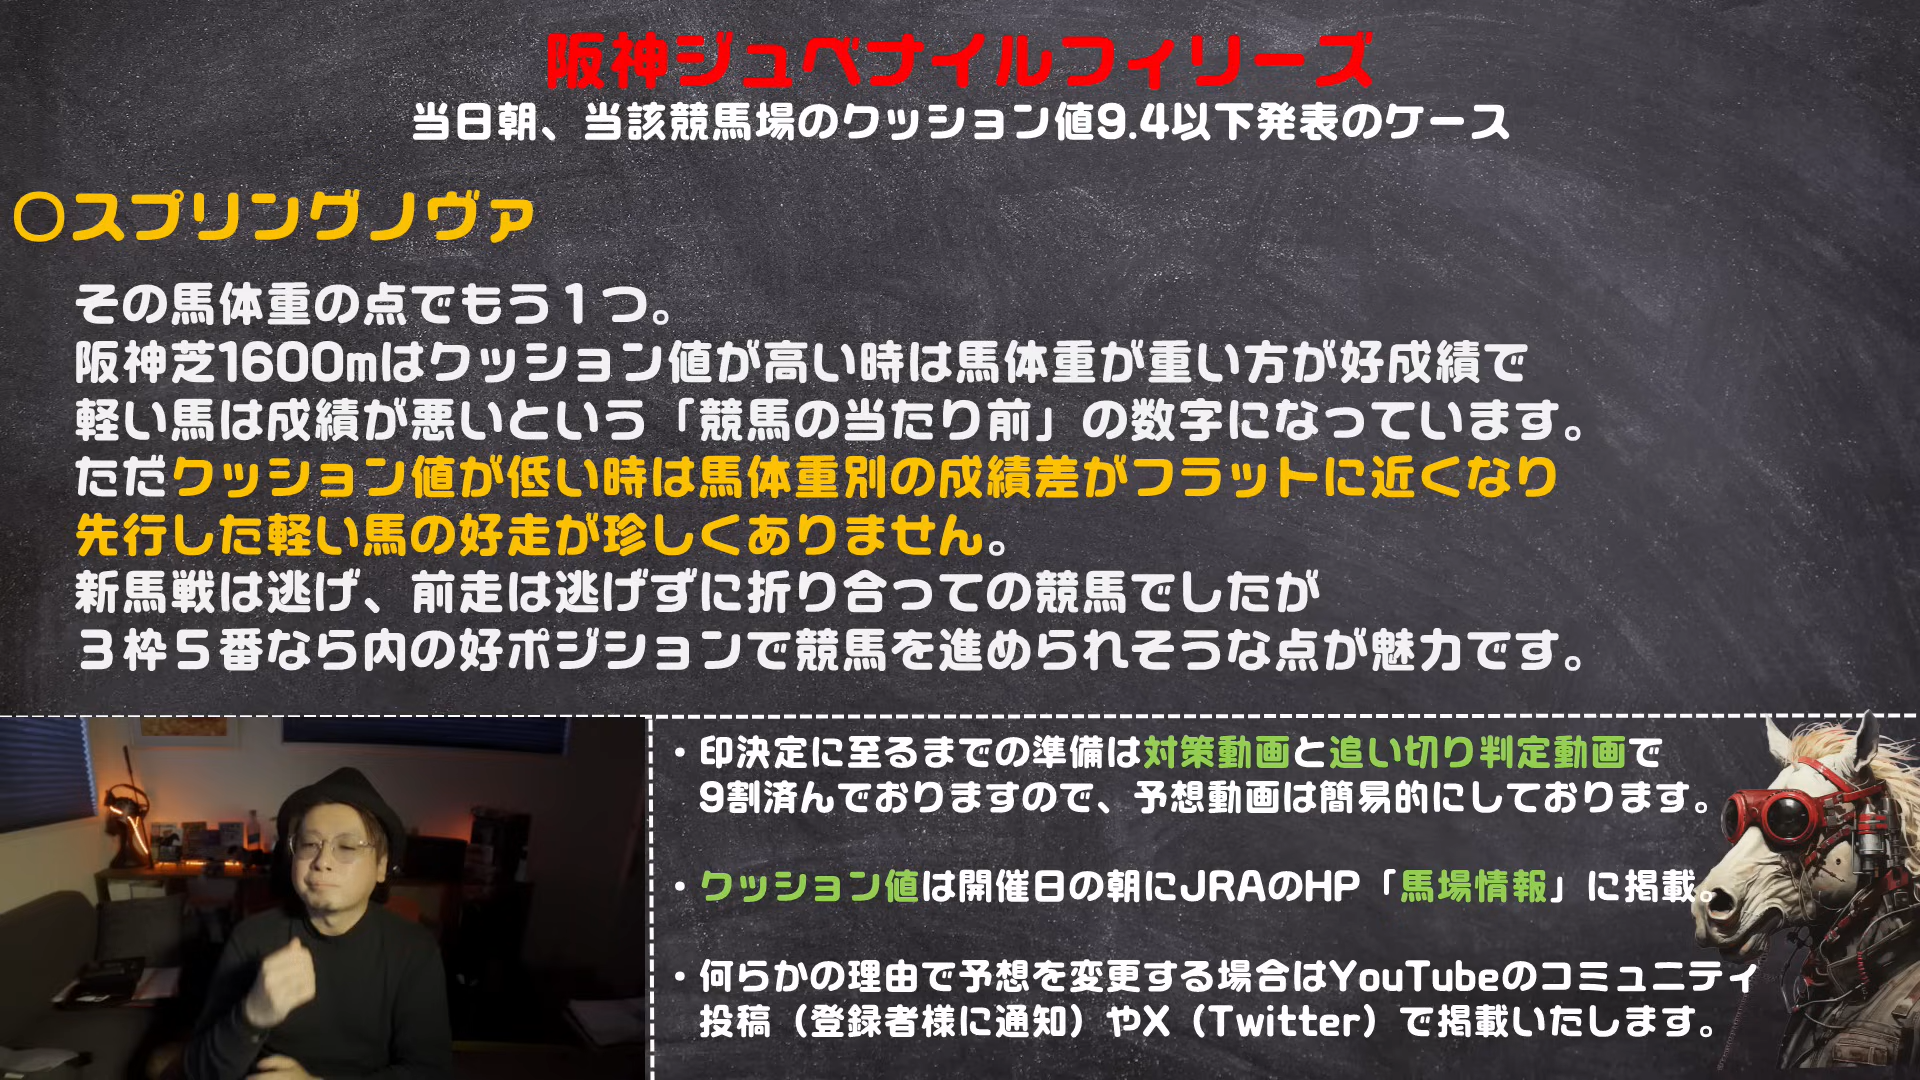 阪神ジュベナイルフィリーズ
当日朝、当該競馬場のクッション値9.4以下発表のケース
○スプリングノヴァ
その馬体重の点でもう１つ。
阪神芝1600mはクッション値が高い時は馬体重が重い方が好成績で
軽い馬は成績が悪いという「競馬の当たり前」の数字になっています。
ただクッション値が低い時は馬体重別の成績差がフラットに近くなり
先行した軽い馬の好走が珍しくありません。
新馬戦は逃げ、前走は逃げずに折り合っての競馬でしたが
３枠５番なら内の好ポジションで競馬を進められそうな点が魅力です。
・印決定に至るまでの準備は対策動画と追い切り判定動画で
9割済んでおりますので、予想動画は簡易的にしております。
・クッション値は開催日の朝にJRAのHP「馬場情報」に掲載。
・何らかの理由で予想を変更する場合はYouTubeのコミュニティ
投稿（登録者様に通知）やX（Twitter）で掲載いたします。